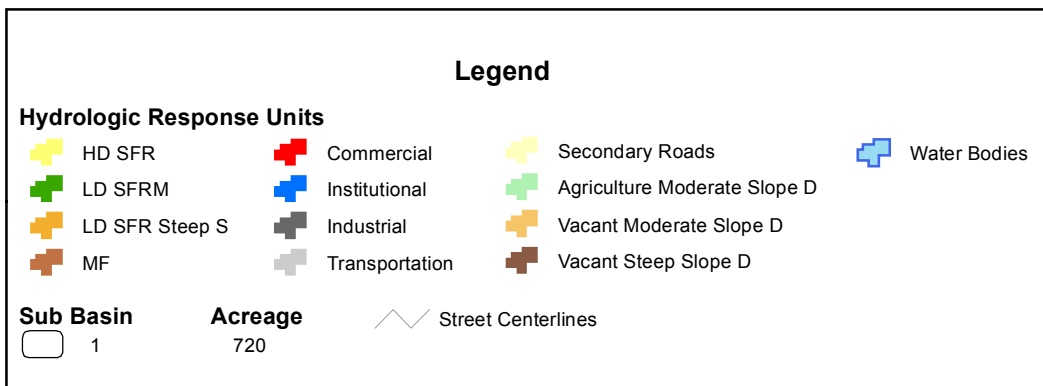 Legend
Hydrologic Response Units
HD SFR
LD SFRM
LD SFR Steep S
MF
Commercial
Institutional
Industrial
Transportation
Secondary Roads
Agriculture Moderate Slope D
Vacant Moderate Slope D
Vacant Steep Slope D
Water Bodies
Sub Basin Acreage
1 720
Street Centerlines